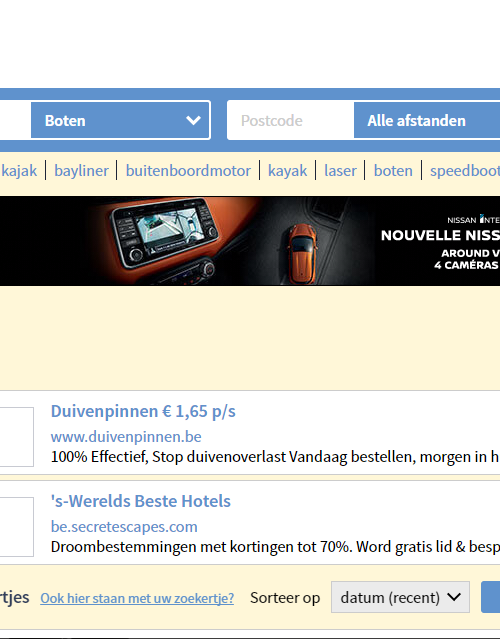 Boten Postcode Alle afstanden
kajak | bayliner | buitenboordmotor | kayak | laser | boten | speedboot
NISSAN INTE
NOUVELLE NISS
AROUND V
4 CAMÉRAS
Duivenpinnen € 1,65 p/s
www.duivenpinnen.be
100% Effectief, Stop duivenoverlast Vandaag bestellen, morgen in h
's-Werelds Beste Hotels
be.secretescapes.com
Droombestemmingen met kortingen tot 70%. Word gratis lid & besp
rtjes Ook hier staan met uw zoekertje? Sorteer op datum (recent)